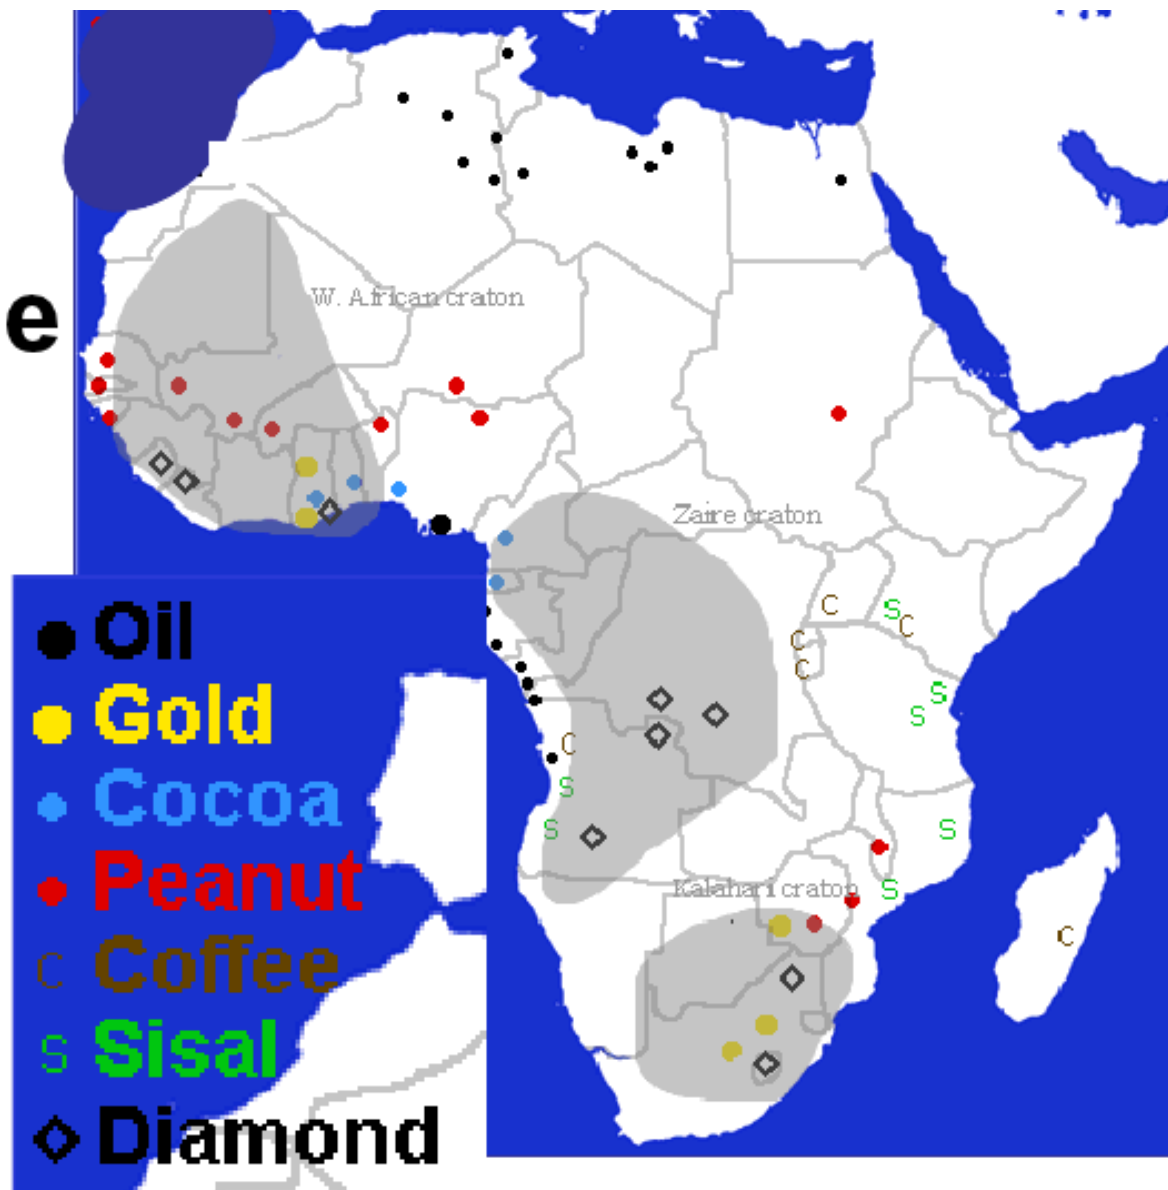 W. African craton
e
Zaire craton
Oil
Gold
Cocoa
Peanut
C Coffee
S Sisal
Diamond
Kalahari craton
C
S
C
C
C
S
S
C
S
S
S
S
C